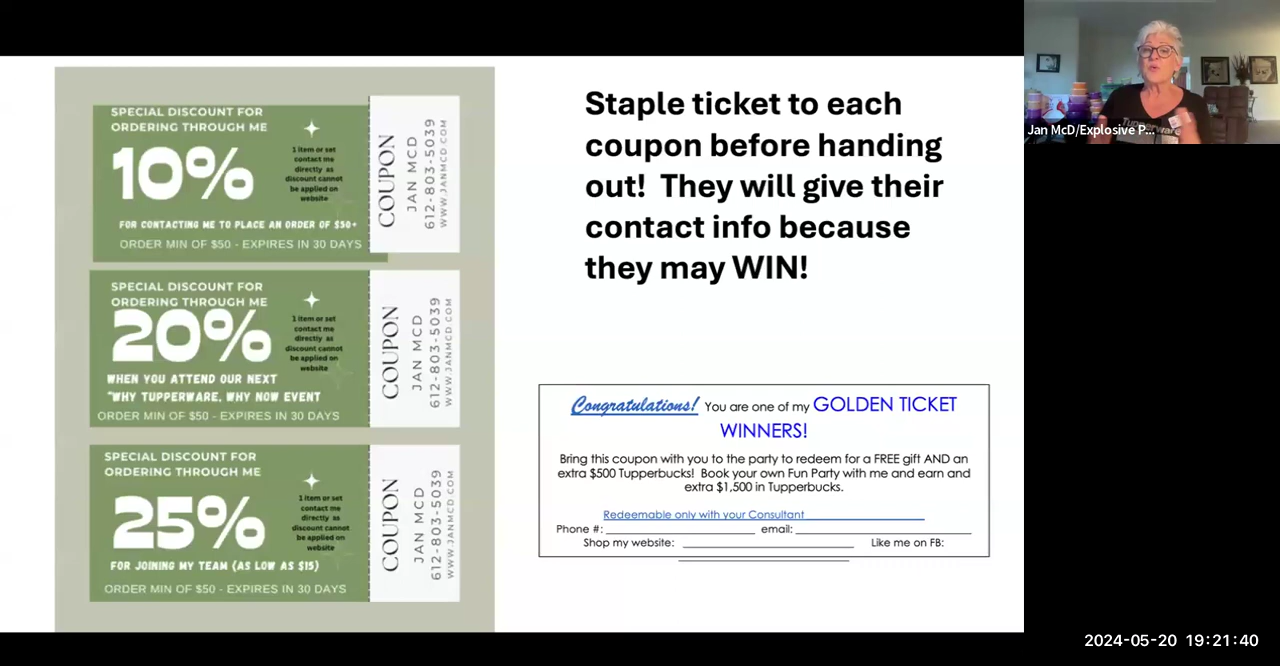 SPECIAL DISCOUNT FOR
ORDERING THROUGH ME
10%
1 item or set
contact me
directly as
discount cannot
be applied on
website
FOR CONTACTING ME TO PLACE AN ORDER OF $50+
ORDER MIN OF $50 - EXPIRES IN 30 DAYS
COUPON
JAN MCD
612-803-5039
WWW.JANMCD.COM
SPECIAL DISCOUNT FOR
ORDERING THROUGH ME
20%
1 item or set
contact me
directly as
discount cannot
be applied on
website
WHEN YOU ATTEND OUR NEXT
"WHY TUPPERWARE, WHY NOW EVENT
ORDER MIN OF $50 - EXPIRES IN 30 DAYS
COUPON
JAN MCD
612-803-5039
WWW.JANMCD.COM
SPECIAL DISCOUNT FOR
ORDERING THROUGH ME
25%
1 item or set
contact me
directly as
discount cannot
be applied on
website
FOR JOINING MY TEAM (AS LOW AS $15)
ORDER MIN OF $50 - EXPIRES IN 30 DAYS
COUPON
JAN MCD
612-803-5039
WWW.JANMCD.COM
Staple ticket to each
coupon before handing
out! They will give their
contact info because
they may WIN!
Congratulations! You are one of my GOLDEN TICKET
WINNERS!
Bring this coupon with you to the party to redeem for a FREE gift AND an
extra $500 Tupperbucks! Book your own Fun Party with me and earn and
extra $1,500 in Tupperbucks.
Redeemable only with your Consultant
Phone #: email:
Shop my website: Like me on FB:
Tupperware
Jan McD/Explosive P...
2024-05-20 19:21:40